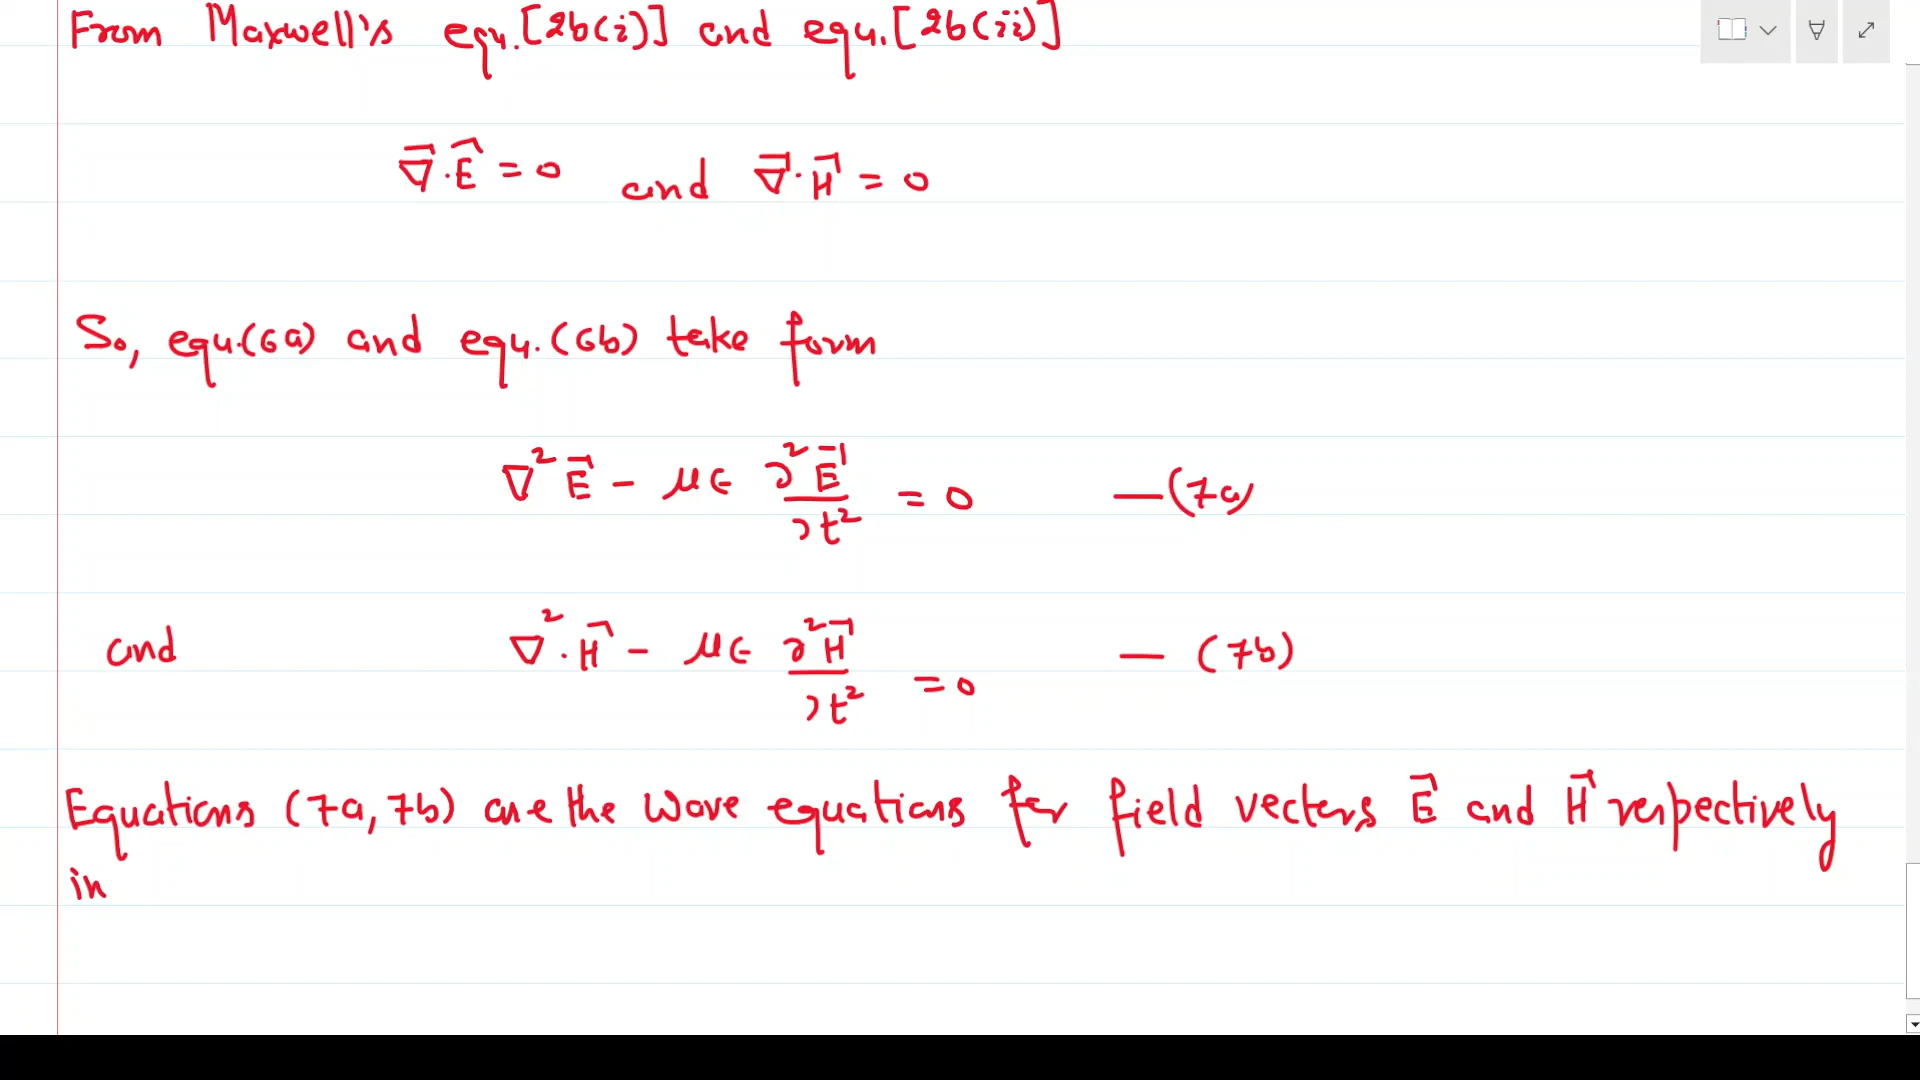 From Maxwell's equ.[2b(i)] and equ.[2b(ii)]
∇⃗·E⃗ = 0 and ∇⃗·H⃗ = 0
So, equ.(6a) and equ.(6b) take form
∇²E⃗ - μϵ ∂²E⃗/∂t² = 0 —(7a)
and ∇²·H⃗ - μϵ ∂²H⃗/∂t² = 0 — (7b)
Equations (7a, 7b) are the wave equations for field vectors E⃗ and H⃗ respectively
in